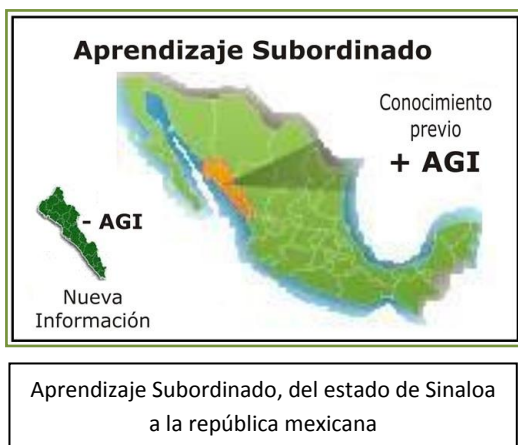 Aprendizaje Subordinado
Conocimiento
previo
+ AGI
- AGI
Nueva
Información
Aprendizaje Subordinado, del estado de Sinaloa
a la república mexicana